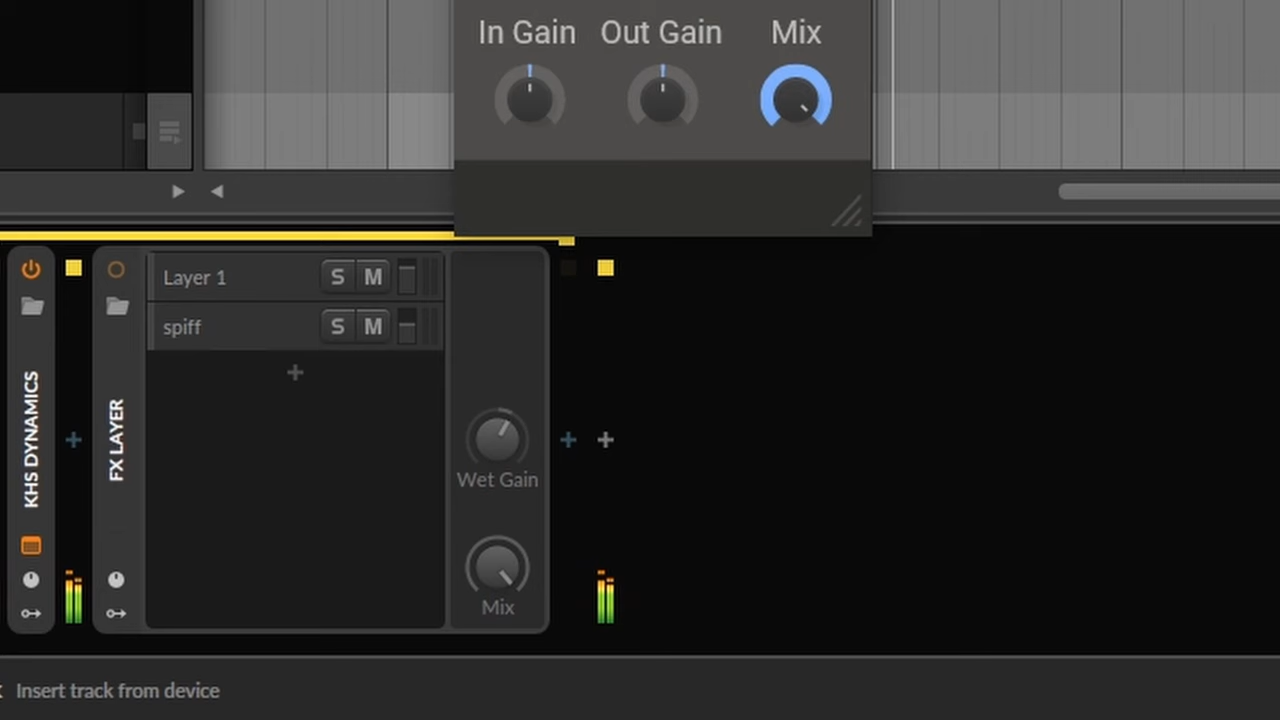 In Gain Out Gain Mix
Layer 1 S M
spiff S M
KHS DYNAMICS
FX LAYER
Wet Gain
Mix
Insert track from device